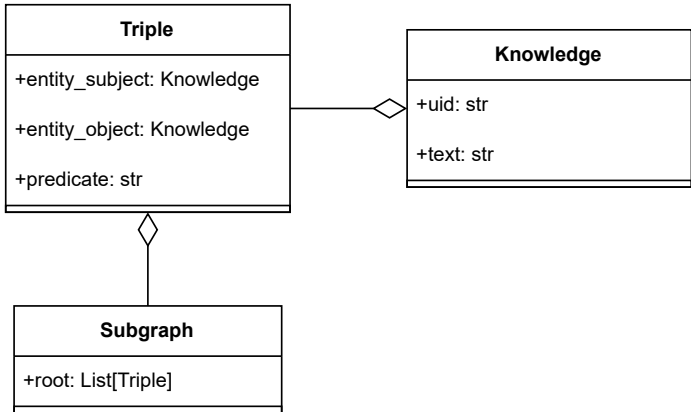 Triple
+entity_subject: Knowledge
+entity_object: Knowledge
+predicate: str
Knowledge
+uid: str
+text: str
Subgraph
+root: List[Triple]